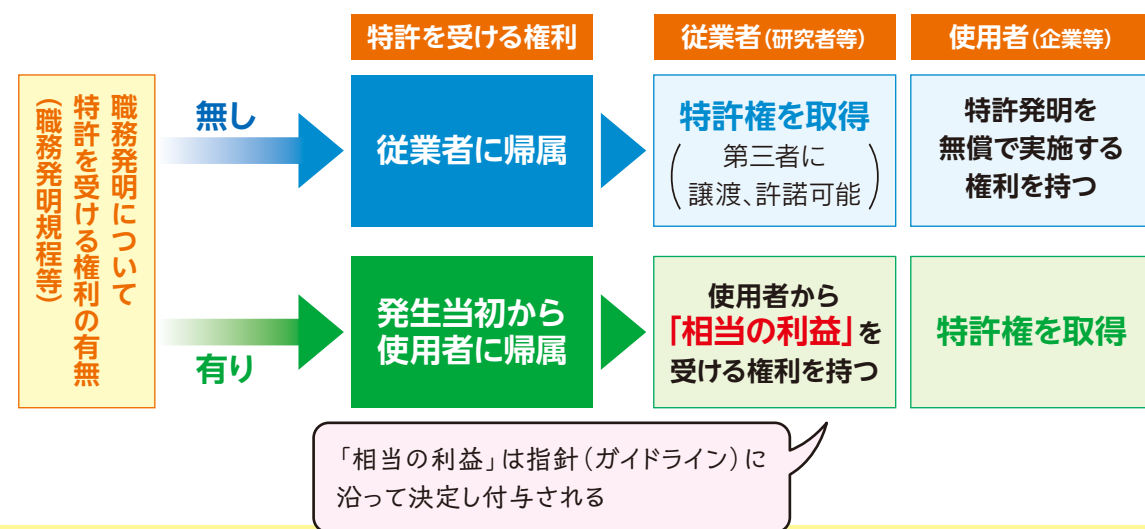 特許を受ける権利
従業者(研究者等)
使用者(企業等)
職務発明について
特許を受ける権利の有無
(職務発明規程等)
無し
従業者に帰属
特許権を取得
(第三者に
譲渡、許諾可能)
特許発明を
無償で実施する
権利を持つ
有り
発生当初から
使用者に帰属
使用者から
「相当の利益」を
受ける権利を持つ
特許権を取得
「相当の利益」は指針(ガイドライン)に
沿って決定し付与される